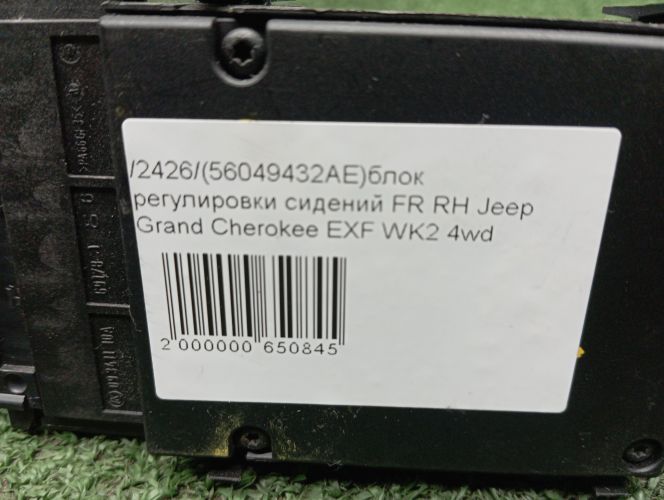 /2426/(56049432AE)блок
регулировки сидений FR RH Jeep
Grand Cherokee EXF WK2 4wd
2 000000 650845